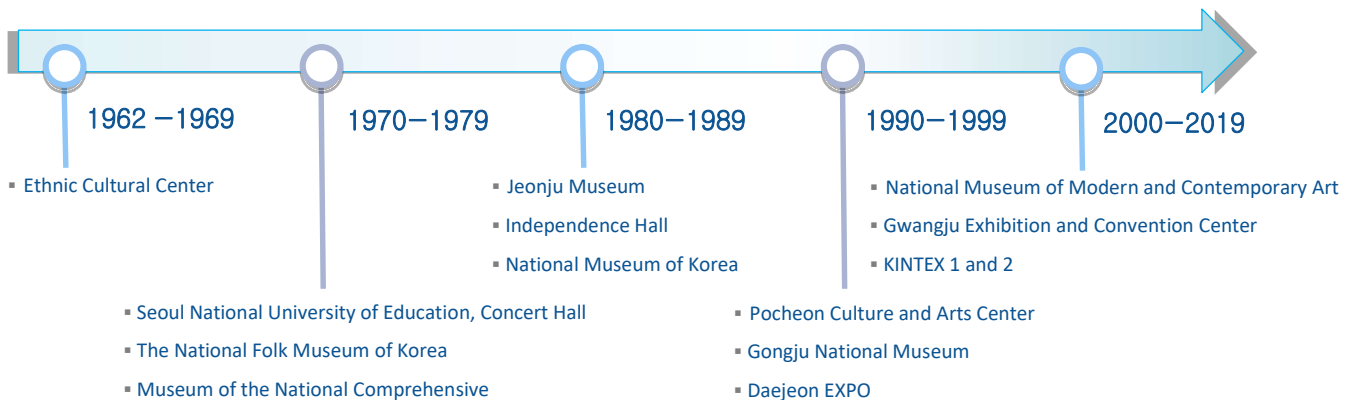 1962 －1969
1970－1979
1980－1989
1990－1999
2000－2019
▪ Ethnic Cultural Center
▪ Jeonju Museum
▪ Independence Hall
▪ National Museum of Korea
▪ National Museum of Modern and Contemporary Art
▪ Gwangju Exhibition and Convention Center
▪ KINTEX 1 and 2
▪ Seoul National University of Education, Concert Hall
▪ The National Folk Museum of Korea
▪ Museum of the National Comprehensive
▪ Pocheon Culture and Arts Center
▪ Gongju National Museum
▪ Daejeon EXPO